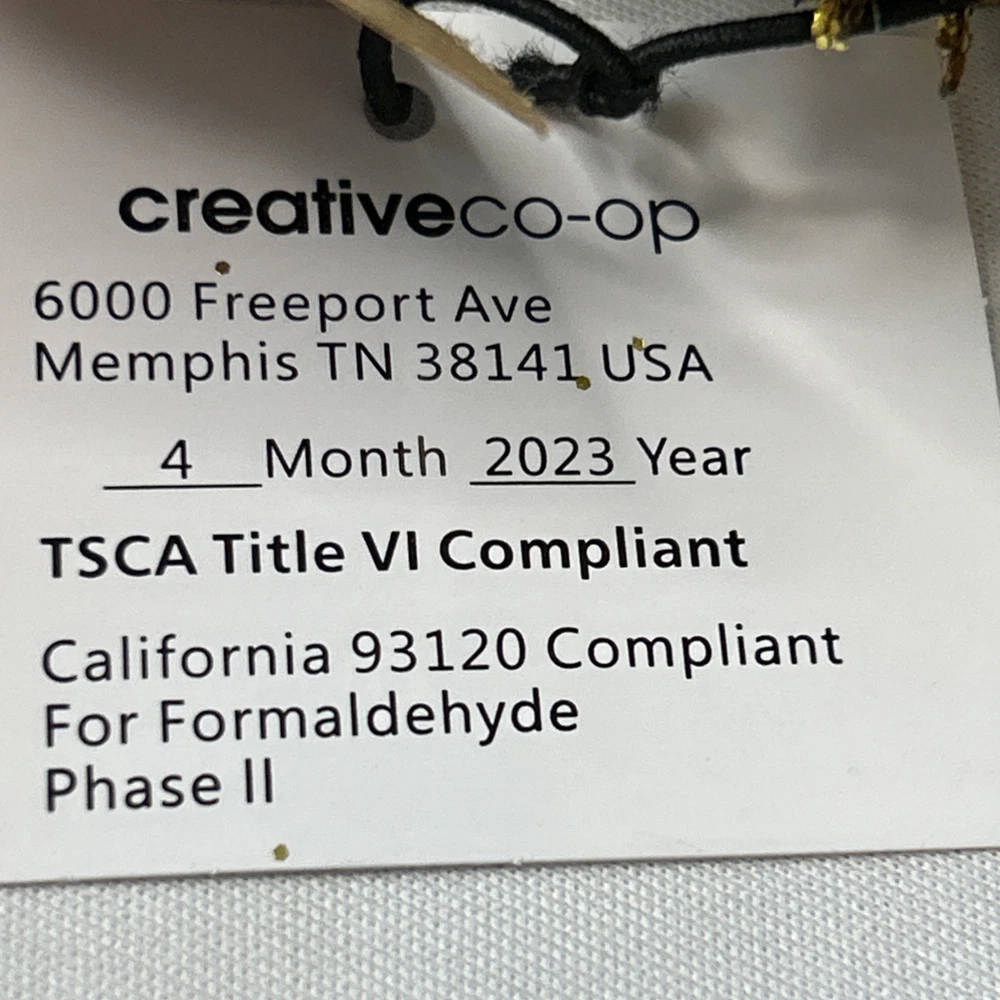 creativeco-op
6000 Freeport Ave
Memphis TN 38141 USA
4 Month 2023 Year
TSCA Title VI Compliant
California 93120 Compliant
For Formaldehyde
Phase II